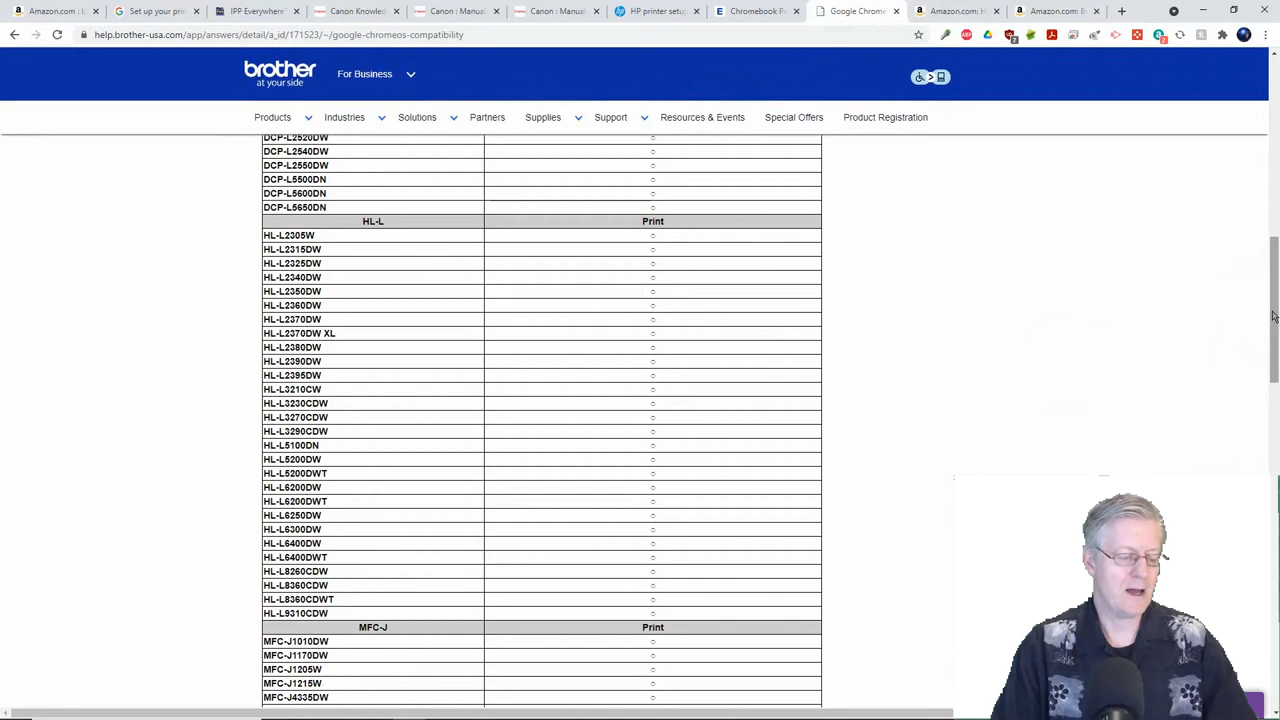 Amazon.com : b
Set up your prin
IPP Everywhere
Canon Knowled
Canon : Manual
Canon : Manual
HP printer setup
Chromebook P
Google Chrome
Amazon.com: H
Amazon.com: B
help.brother-usa.com/app/answers/detail/a_id/171523/~/google-chromeos-compatibility
brother
at your side
For Business
Products Industries Solutions Partners Supplies Support Resources & Events Special Offers Product Registration
DCP-L2520DW ○
DCP-L2540DW ○
DCP-L2550DW ○
DCP-L5500DN ○
DCP-L5600DN ○
DCP-L5650DN ○
HL-L Print
HL-L2305W ○
HL-L2315DW ○
HL-L2325DW ○
HL-L2340DW ○
HL-L2350DW ○
HL-L2360DW ○
HL-L2370DW ○
HL-L2370DW XL ○
HL-L2380DW ○
HL-L2390DW ○
HL-L2395DW ○
HL-L3210CW ○
HL-L3230CDW ○
HL-L3270CDW ○
HL-L3290CDW ○
HL-L5100DN ○
HL-L5200DW ○
HL-L5200DWT ○
HL-L6200DW ○
HL-L6200DWT ○
HL-L6250DW ○
HL-L6300DW ○
HL-L6400DW ○
HL-L6400DWT ○
HL-L8260CDW ○
HL-L8360CDW ○
HL-L8360CDWT ○
HL-L9310CDW ○
MFC-J Print
MFC-J1010DW ○
MFC-J1170DW ○
MFC-J1205W ○
MFC-J1215W ○
MFC-J4335DW ○